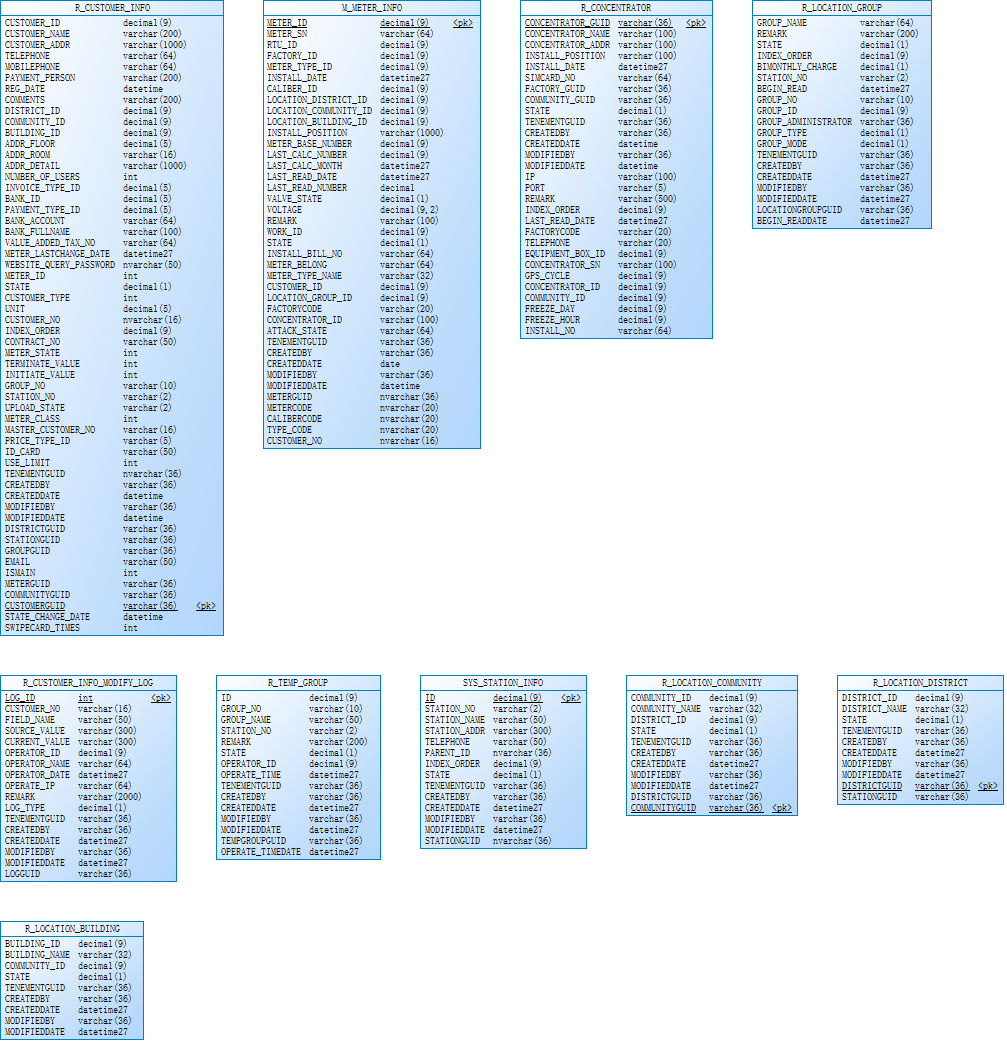 R_CUSTOMER_INFO
CUSTOMER_ID decimal(9)
CUSTOMER_NAME varchar(200)
CUSTOMER_ADDR varchar(1000)
TELEPHONE varchar(64)
MOBILEPHONE varchar(64)
PAYMENT_PERSON varchar(200)
REG_DATE datetime
COMMENTS varchar(200)
DISTRICT_ID decimal(9)
COMMUNITY_ID decimal(9)
BUILDING_ID decimal(9)
ADDR_FLOOR decimal(5)
ADDR_ROOM varchar(16)
ADDR_DETAIL varchar(1000)
NUMBER_OF_USERS int
INVOICE_TYPE_ID decimal(5)
BANK_ID decimal(5)
PAYMENT_TYPE_ID decimal(5)
BANK_ACCOUNT varchar(64)
BANK_FULLNAME varchar(100)
VALUE_ADDED_TAX_NO varchar(64)
METER_LASTCHANGE_DATE datetime27
WEBSITE_QUERY_PASSWORD nvarchar(50)
METER_ID int
STATE decimal(1)
CUSTOMER_TYPE int
UNIT decimal(5)
CUSTOMER_NO nvarchar(16)
INDEX_ORDER decimal(9)
CONTRACT_NO varchar(50)
METER_STATE int
TERMINATE_VALUE int
INITIATE_VALUE int
GROUP_NO varchar(10)
STATION_NO varchar(2)
UPLOAD_STATE varchar(2)
METER_CLASS int
MASTER_CUSTOMER_NO varchar(16)
PRICE_TYPE_ID varchar(5)
ID_CARD varchar(50)
USE_LIMIT int
TENEMENTGUID nvarchar(36)
CREATEDBY varchar(36)
CREATEDDATE datetime
MODIFIEDBY varchar(36)
MODIFIEDDATE datetime
DISTRICTGUID varchar(36)
STATIONGUID varchar(36)
GROUPGUID varchar(36)
EMAIL varchar(50)
ISMAIN int
METERGUID varchar(36)
COMMUNITYGUID varchar(36)
CUSTOMERGUID varchar(36) <pk>
STATE_CHANGE_DATE datetime
SWIPECARD_TIMES int
M_METER_INFO
METER_ID decimal(9) <pk>
METER_SN varchar(64)
RTU_ID decimal(9)
FACTORY_ID decimal(9)
METER_TYPE_ID decimal(9)
INSTALL_DATE datetime27
CALIBER_ID decimal(9)
LOCATION_DISTRICT_ID decimal(9)
LOCATION_COMMUNITY_ID decimal(9)
LOCATION_BUILDING_ID decimal(9)
INSTALL_POSITION varchar(1000)
METER_BASE_NUMBER decimal(9)
LAST_CALC_NUMBER decimal(9)
LAST_CALC_MONTH datetime27
LAST_READ_DATE datetime27
LAST_READ_NUMBER decimal
VALVE_STATE decimal(1)
VOLTAGE decimal(9, 2)
REMARK varchar(100)
WORK_ID decimal(9)
STATE decimal(1)
INSTALL_BILL_NO varchar(64)
METER_BELONG varchar(64)
METER_TYPE_NAME varchar(32)
CUSTOMER_ID decimal(9)
LOCATION_GROUP_ID decimal(9)
FACTORYCODE varchar(20)
CONCENTRATOR_ID varchar(100)
ATTACK_STATE varchar(64)
TENEMENTGUID varchar(36)
CREATEDBY varchar(36)
CREATEDDATE date
MODIFIEDBY varchar(36)
MODIFIEDDATE datetime
METERGUID nvarchar(36)
METERCODE nvarchar(20)
CALIBERCODE nvarchar(20)
TYPE_CODE nvarchar(20)
CUSTOMER_NO nvarchar(16)
R_CONCENTRATOR
CONCENTRATOR_GUID varchar(36) <pk>
CONCENTRATOR_NAME varchar(100)
CONCENTRATOR_ADDR varchar(100)
INSTALL_POSITION varchar(100)
INSTALL_DATE datetime27
SIMCARD_NO varchar(64)
FACTORY_GUID varchar(36)
COMMUNITY_GUID varchar(36)
STATE decimal(1)
TENEMENTGUID varchar(36)
CREATEDBY varchar(36)
CREATEDDATE datetime
MODIFIEDBY varchar(36)
MODIFIEDDATE datetime
IP varchar(100)
PORT varchar(5)
REMARK varchar(500)
INDEX_ORDER decimal(9)
LAST_READ_DATE datetime27
FACTORYCODE varchar(20)
TELEPHONE varchar(20)
EQUIPMENT_BOX_ID decimal(9)
CONCENTRATOR_SN varchar(100)
GPS_CYCLE decimal(9)
CONCENTRATOR_ID decimal(9)
COMMUNITY_ID decimal(9)
FREEZE_DAY decimal(9)
FREEZE_HOUR decimal(9)
INSTALL_NO varchar(64)
R_LOCATION_GROUP
GROUP_NAME varchar(64)
REMARK varchar(200)
STATE decimal(1)
INDEX_ORDER decimal(9)
BIMONTHLY_CHARGE decimal(1)
STATION_NO varchar(2)
BEGIN_READ datetime27
GROUP_NO varchar(10)
GROUP_ID decimal(9)
GROUP_ADMINISTRATOR varchar(36)
GROUP_TYPE decimal(1)
GROUP_MODE decimal(1)
TENEMENTGUID varchar(36)
CREATEDBY varchar(36)
CREATEDDATE datetime27
MODIFIEDBY varchar(36)
MODIFIEDDATE datetime27
LOCATIONGROUPGUID varchar(36)
BEGIN_READDATE datetime27
R_CUSTOMER_INFO_MODIFY_LOG
LOG_ID int <pk>
CUSTOMER_NO varchar(16)
FIELD_NAME varchar(50)
SOURCE_VALUE varchar(300)
CURRENT_VALUE varchar(300)
OPERATOR_ID decimal(9)
OPERATOR_NAME varchar(64)
OPERATOR_DATE datetime27
OPERATE_IP varchar(64)
REMARK varchar(2000)
LOG_TYPE decimal(1)
TENEMENTGUID varchar(36)
CREATEDBY varchar(36)
CREATEDDATE datetime27
MODIFIEDBY varchar(36)
MODIFIEDDATE datetime27
LOGGUID varchar(36)
R_TEMP_GROUP
ID decimal(9)
GROUP_NO varchar(10)
GROUP_NAME varchar(50)
STATION_NO varchar(2)
REMARK varchar(200)
STATE decimal(1)
OPERATOR_ID decimal(9)
OPERATE_TIME datetime27
TENEMENTGUID varchar(36)
CREATEDBY varchar(36)
CREATEDDATE datetime27
MODIFIEDBY varchar(36)
MODIFIEDDATE datetime27
TEMPGROUPGUID varchar(36)
OPERATE_TIMEDATE datetime27
SYS_STATION_INFO
ID decimal(9) <pk>
STATION_NO varchar(2)
STATION_NAME varchar(50)
STATION_ADDR varchar(300)
TELEPHONE varchar(50)
PARENT_ID nvarchar(36)
INDEX_ORDER decimal(9)
STATE decimal(1)
TENEMENTGUID varchar(36)
CREATEDBY varchar(36)
CREATEDDATE datetime27
MODIFIEDBY varchar(36)
MODIFIEDDATE datetime27
STATIONGUID nvarchar(36)
R_LOCATION_COMMUNITY
COMMUNITY_ID decimal(9)
COMMUNITY_NAME varchar(32)
DISTRICT_ID decimal(9)
STATE decimal(1)
TENEMENTGUID varchar(36)
CREATEDBY varchar(36)
CREATEDDATE datetime27
MODIFIEDBY varchar(36)
MODIFIEDDATE datetime27
DISTRICTGUID varchar(36)
COMMUNITYGUID varchar(36) <pk>
R_LOCATION_DISTRICT
DISTRICT_ID decimal(9)
DISTRICT_NAME varchar(32)
STATE decimal(1)
TENEMENTGUID varchar(36)
CREATEDBY varchar(36)
CREATEDDATE datetime27
MODIFIEDBY varchar(36)
MODIFIEDDATE datetime27
DISTRICTGUID varchar(36) <pk>
STATIONGUID varchar(36)
R_LOCATION_BUILDING
BUILDING_ID decimal(9)
BUILDING_NAME varchar(32)
COMMUNITY_ID decimal(9)
STATE decimal(1)
TENEMENTGUID varchar(36)
CREATEDBY varchar(36)
CREATEDDATE datetime27
MODIFIEDBY varchar(36)
MODIFIEDDATE datetime27